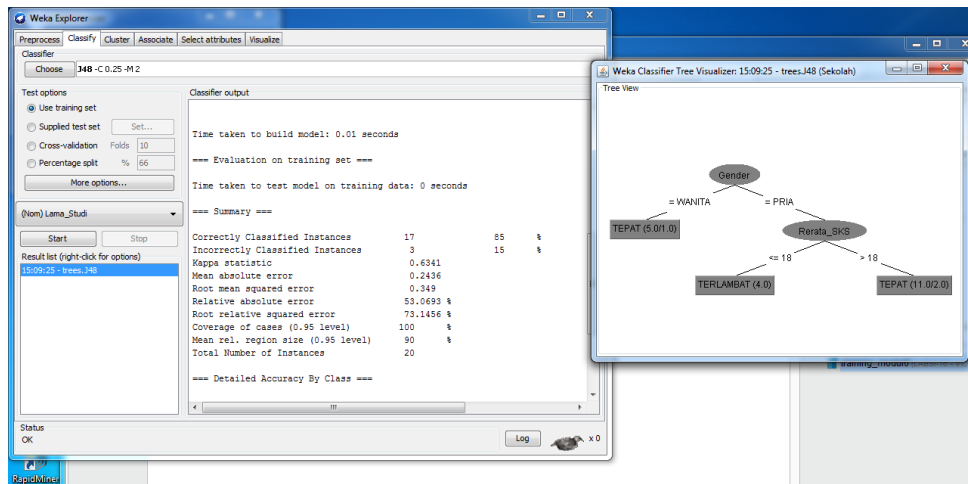 Weka Explorer
Preprocess Classify Cluster Associate Select attributes Visualize
Classifier
Choose J48 -C 0.25 -M 2
Test options
Use training set
Supplied test set Set...
Cross-validation Folds 10
Percentage split % 66
More options...
(Nom) Lama_Studi
Start Stop
Result list (right-click for options)
15:09:25 - trees.J48
Classifier output
Time taken to build model: 0.01 seconds
=== Evaluation on training set ===
Time taken to test model on training data: 0 seconds
=== Summary ===
Correctly Classified Instances 17 85 %
Incorrectly Classified Instances 3 15 %
Kappa statistic 0.6341
Mean absolute error 0.2436
Root mean squared error 0.349
Relative absolute error 53.0693 %
Root relative squared error 73.1456 %
Coverage of cases (0.95 level) 100 %
Mean rel. region size (0.95 level) 90 %
Total Number of Instances 20
=== Detailed Accuracy By Class ===
Status
OK
Log x 0
Weka Classifier Tree Visualizer: 15:09:25 - trees.J48 (Sekolah)
Tree View
Gender
= WANITA = PRIA
TEPAT (5.0/1.0) Rerata_SKS
<= 18 > 18
TERLAMBAT (4.0) TEPAT (11.0/2.0)
RapidMiner